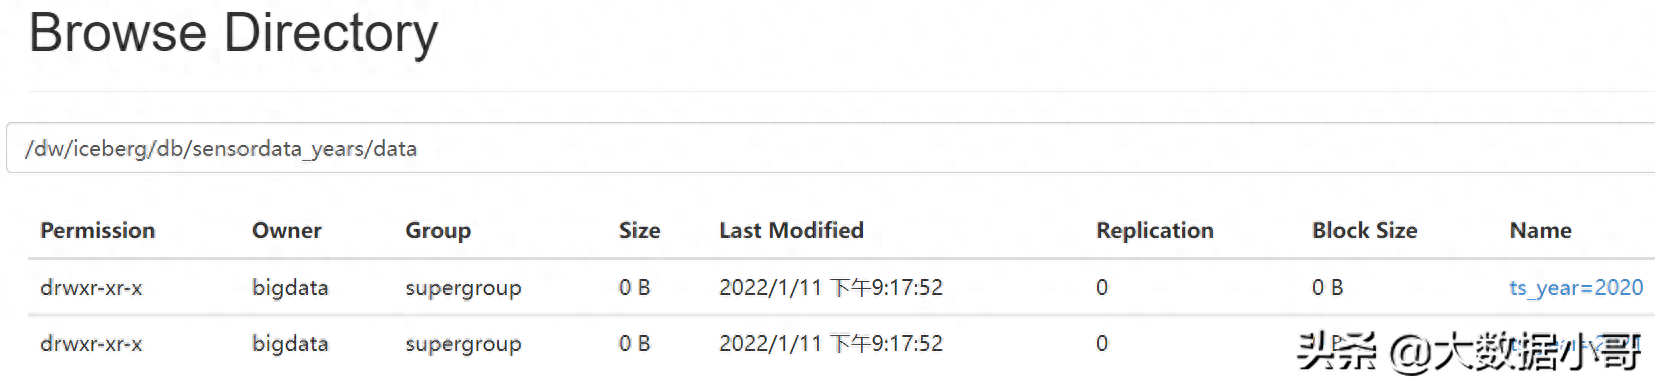 Browse Directory
/dw/iceberg/db/sensordata_years/data
Permission Owner Group Size Last Modified Replication Block Size Name
drwxr-xr-x bigdata supergroup 0 B 2022/1/11 下午9:17:52 0 0 B ts_year=2020
drwxr-xr-x bigdata supergroup 0 B 2022/1/11 下午9:17:52 0
头条 @大数据小哥